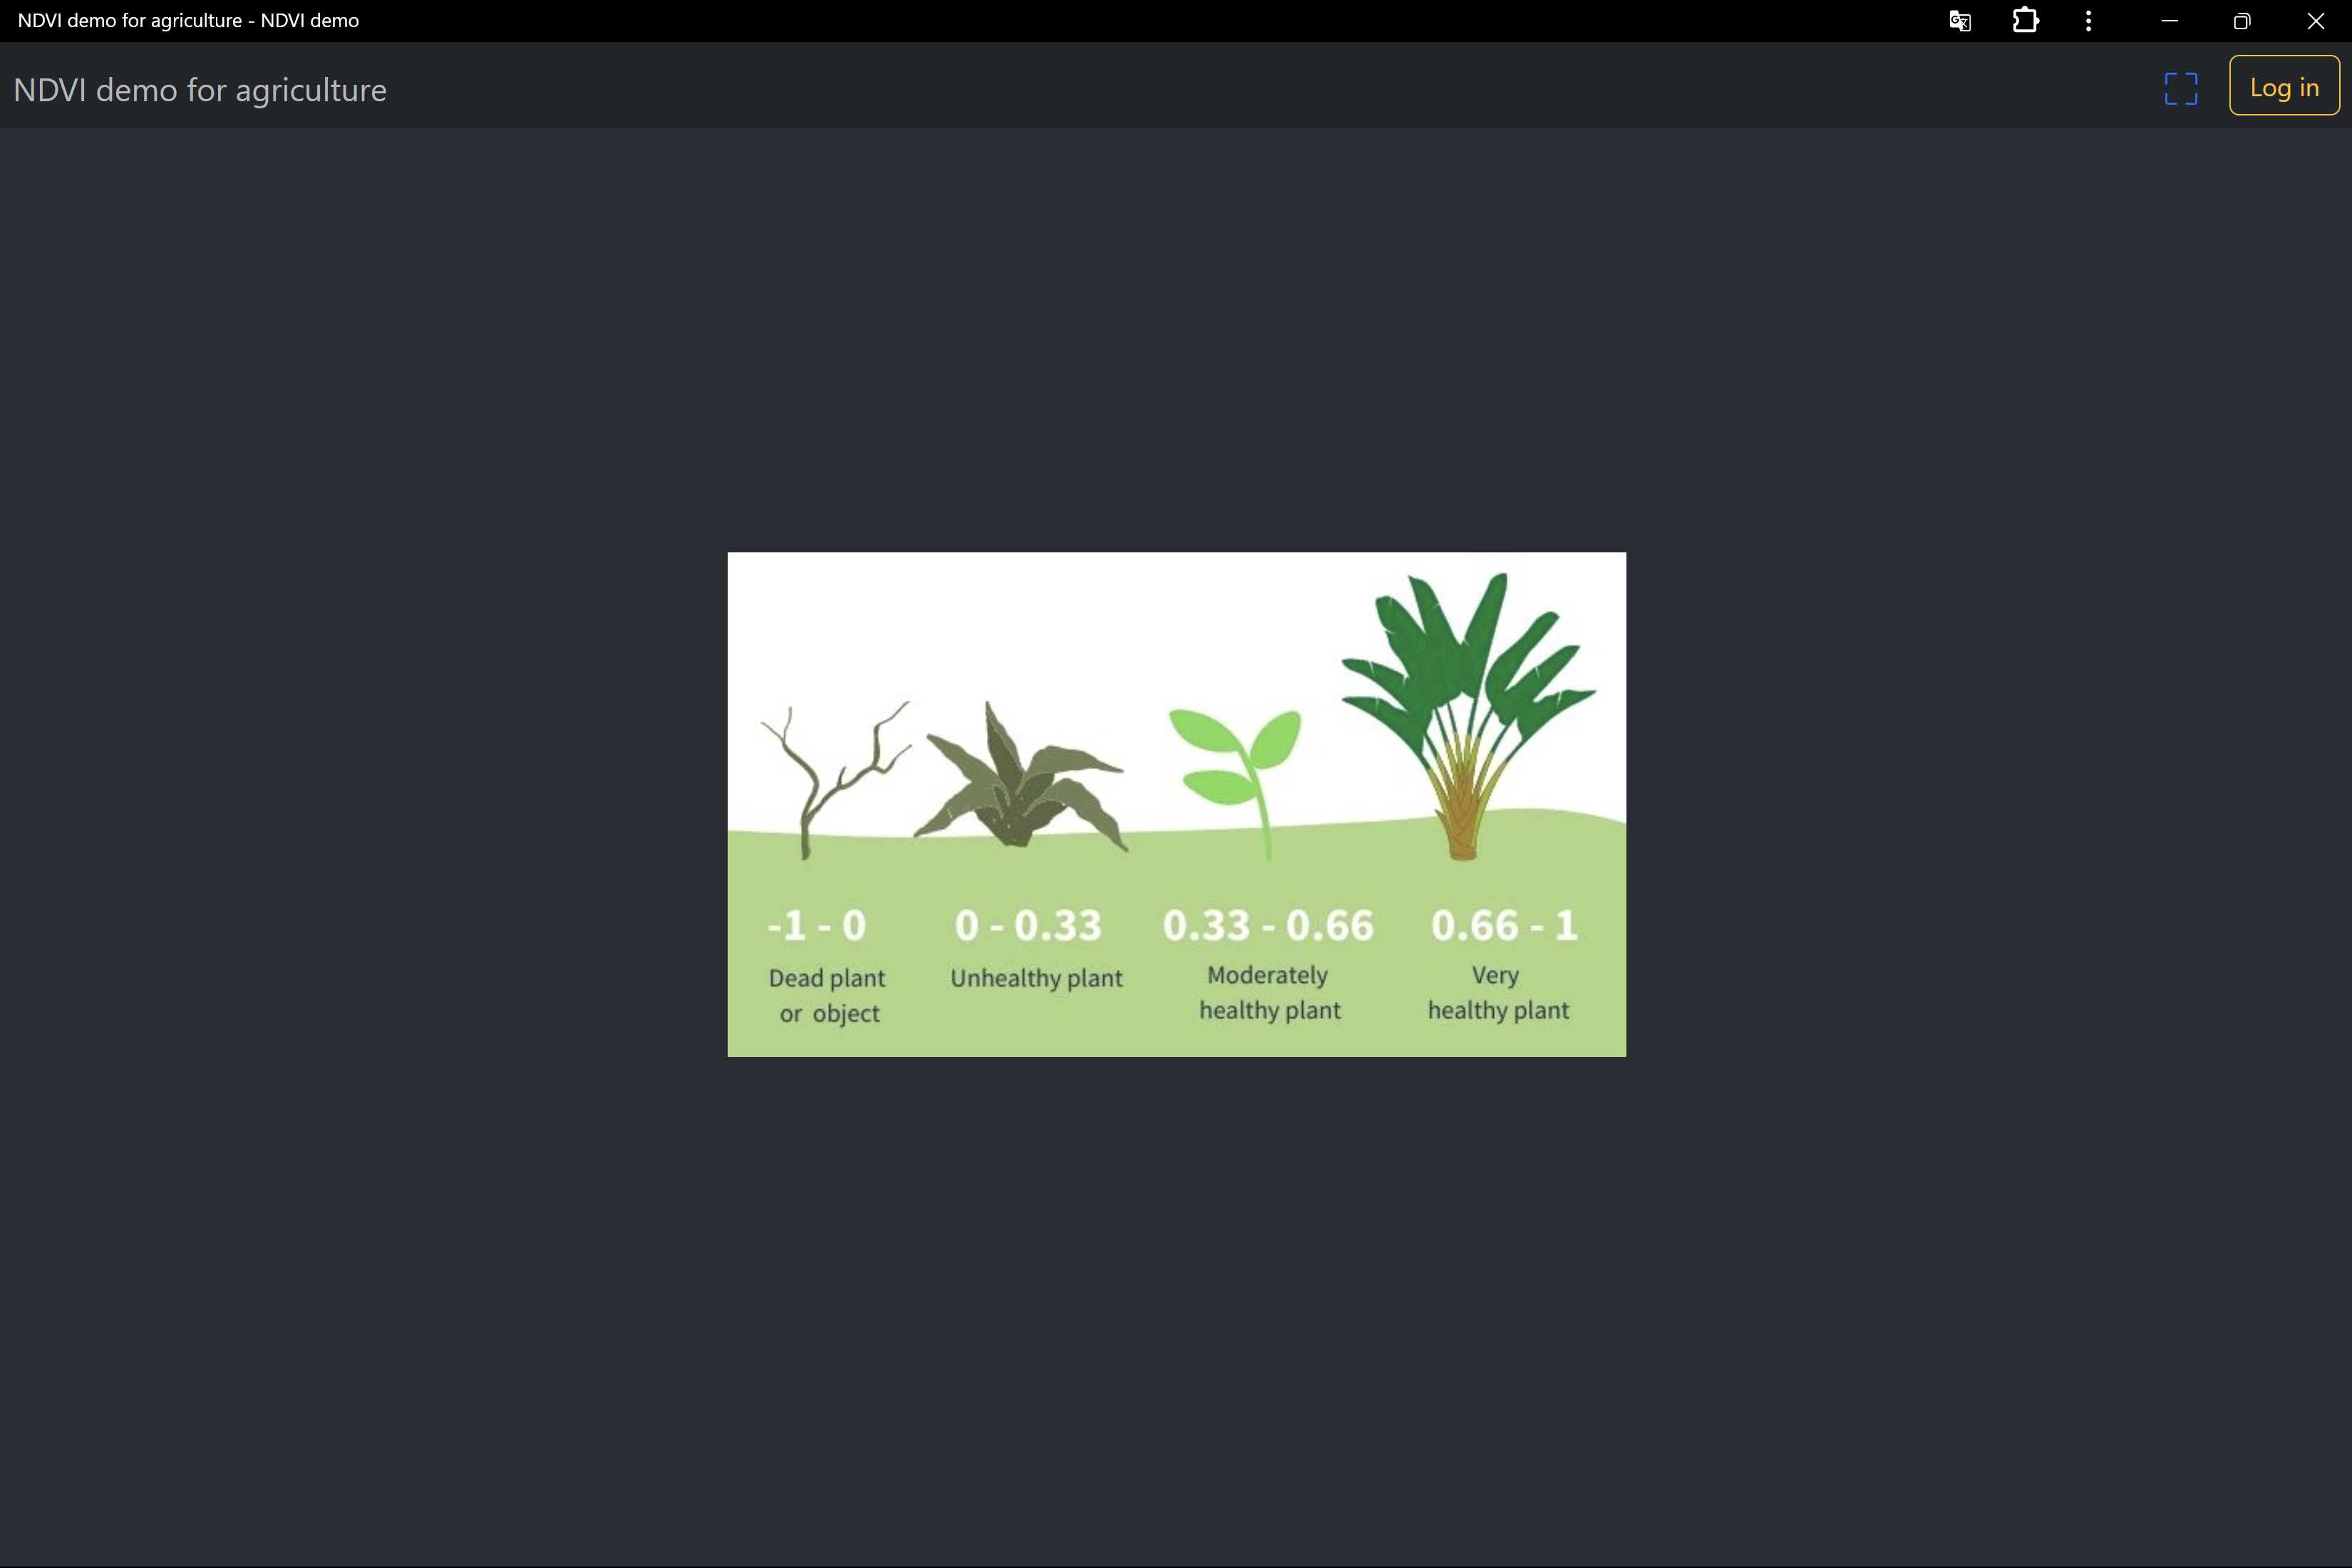 NDVI demo for agriculture - NDVI demo
NDVI demo for agriculture
Log in
-1 - 0
0 - 0.33
0.33 - 0.66
0.66 - 1
Dead plant
or object
Unhealthy plant
Moderately
healthy plant
Very
healthy plant